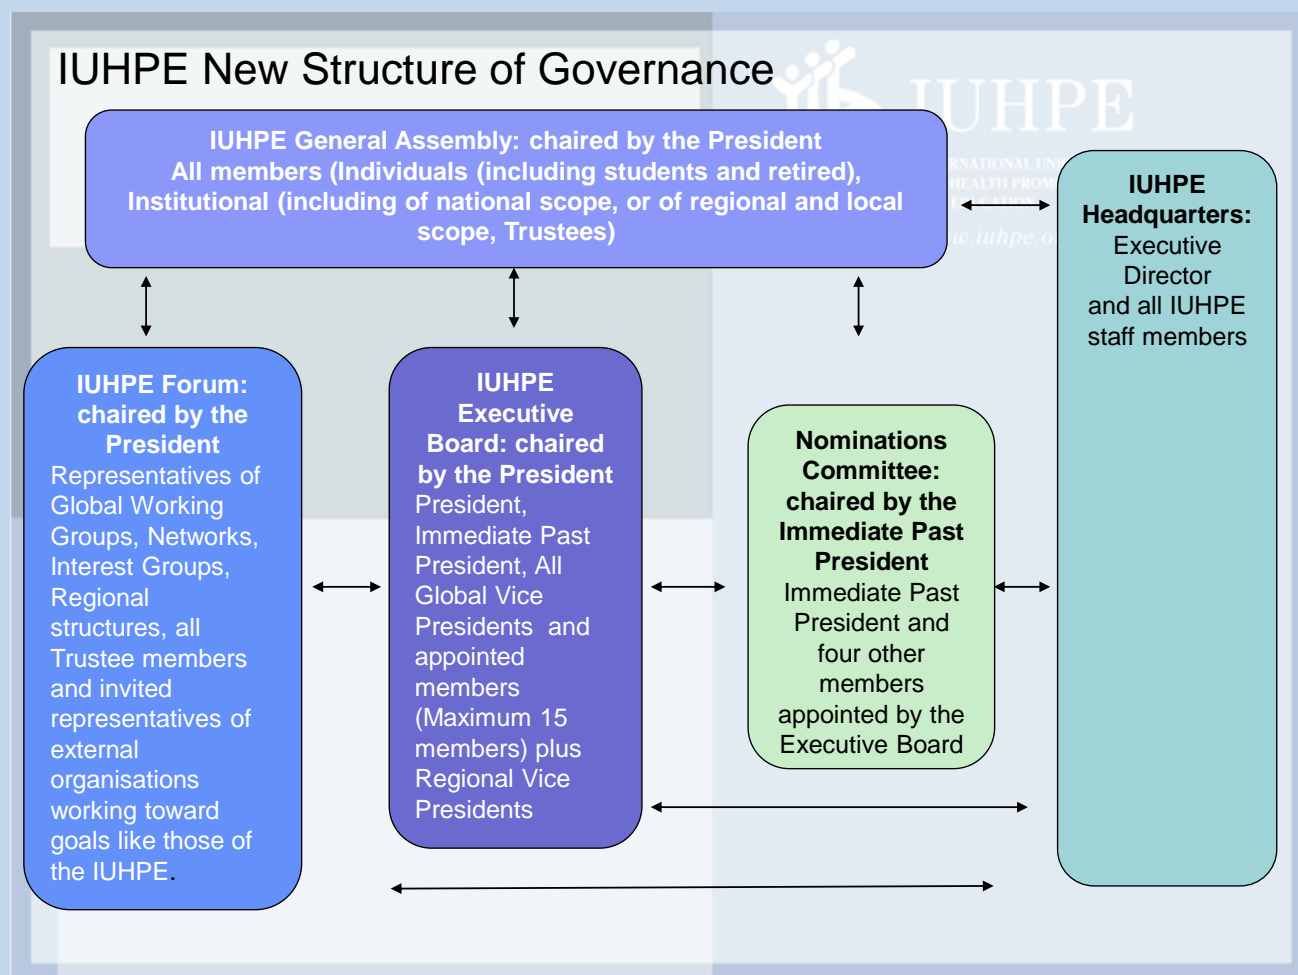 IUHPE New Structure of Governance
IUHPE
IUHPE General Assembly: chaired by the President
All members (Individuals (including students and retired),
Institutional (including of national scope, or of regional and local
scope, Trustees)
IUHPE
Headquarters:
Executive
Director
and all IUHPE
staff members
IUHPE Forum:
chaired by the
President
Representatives of
Global Working
Groups, Networks,
Interest Groups,
Regional
structures, all
Trustee members
and invited
representatives of
external
organisations
working toward
goals like those of
the IUHPE.
IUHPE
Executive
Board: chaired
by the President
President,
Immediate Past
President, All
Global Vice
Presidents  and
appointed
members
(Maximum 15
members) plus
Regional Vice
Presidents
Nominations
Committee:
chaired by the
Immediate Past
President
Immediate Past
President and
four other
members
appointed by the
Executive Board